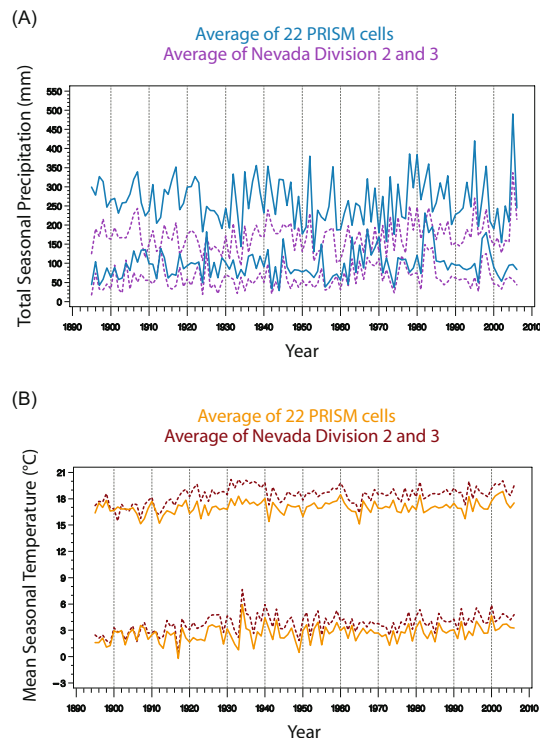 (A)
Average of 22 PRISM cells
Average of Nevada Division 2 and 3
Total Seasonal Precipitation (mm)
550
500
450
400
350
300
250
200
150
100
50
0
1890 1900 1910 1920 1930 1940 1950 1960 1970 1980 1990 2000 2010
Year
(B)
Average of 22 PRISM cells
Average of Nevada Division 2 and 3
Mean Seasonal Temperature (°C)
21
18
15
12
9
6
3
0
−3
1890 1900 1910 1920 1930 1940 1950 1960 1970 1980 1990 2000 2010
Year